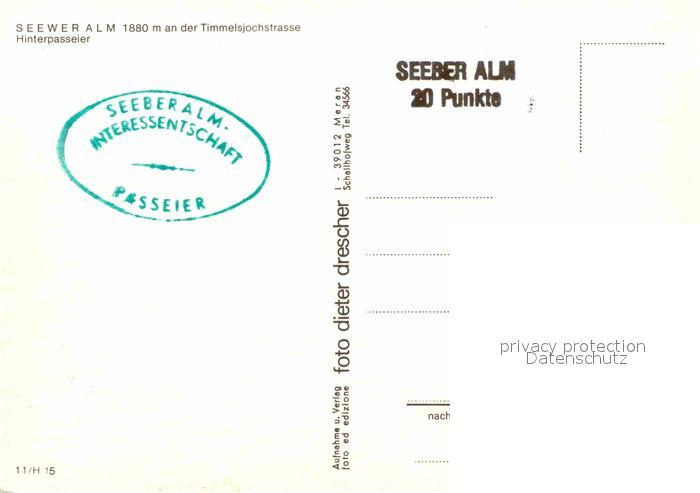 SEEWER ALM 1880 m an der Timmelsjochstrasse
Hinterpasseier
SEEBERALM-
INTERESSENTSCHAFT
PASSEIER
11/H 15
Aufnahme u. Verlag
foto ed edizione
foto dieter drescher
I - 39012 Meran
Schallhofweg Tel. 34566
SEEBER ALM
20 Punkte
privacy protection
Datenschutz
nach